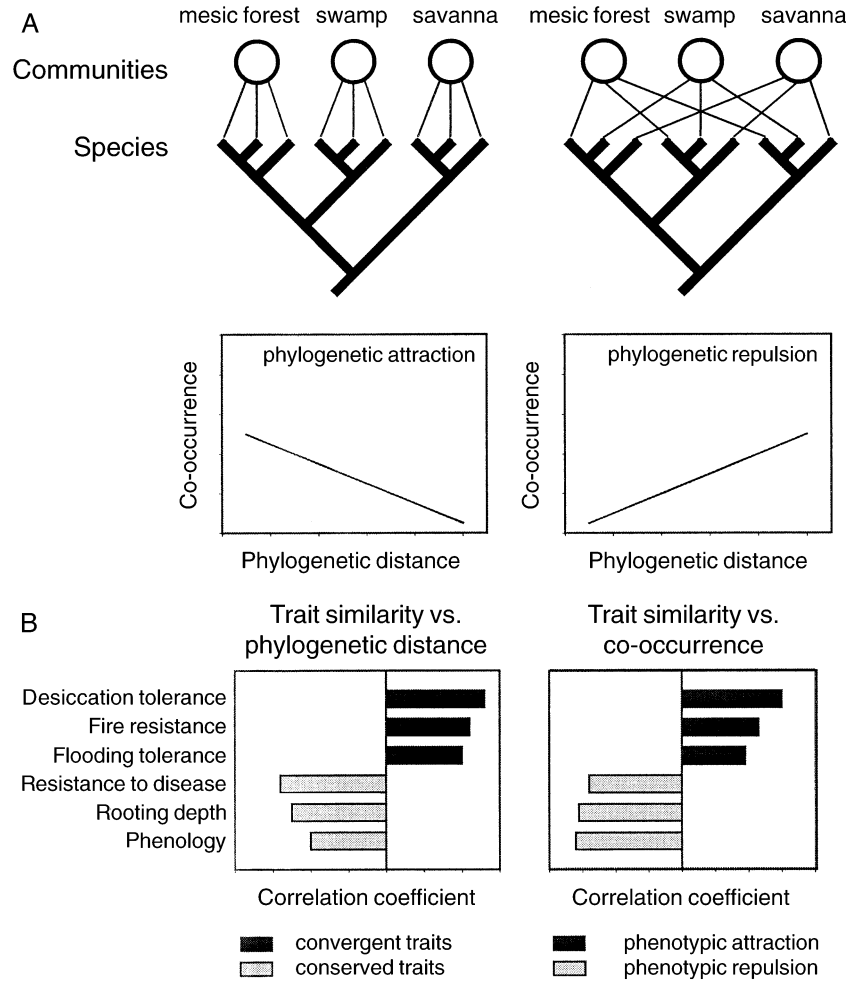 A
mesic forest swamp savanna
mesic forest swamp savanna
Communities
Species
phylogenetic attraction
Co-occurrence
Phylogenetic distance
phylogenetic repulsion
Co-occurrence
Phylogenetic distance
B
Trait similarity vs.
phylogenetic distance
Trait similarity vs.
co-occurrence
Desiccation tolerance
Fire resistance
Flooding tolerance
Resistance to disease
Rooting depth
Phenology
Correlation coefficient
Correlation coefficient
convergent traits
conserved traits
phenotypic attraction
phenotypic repulsion